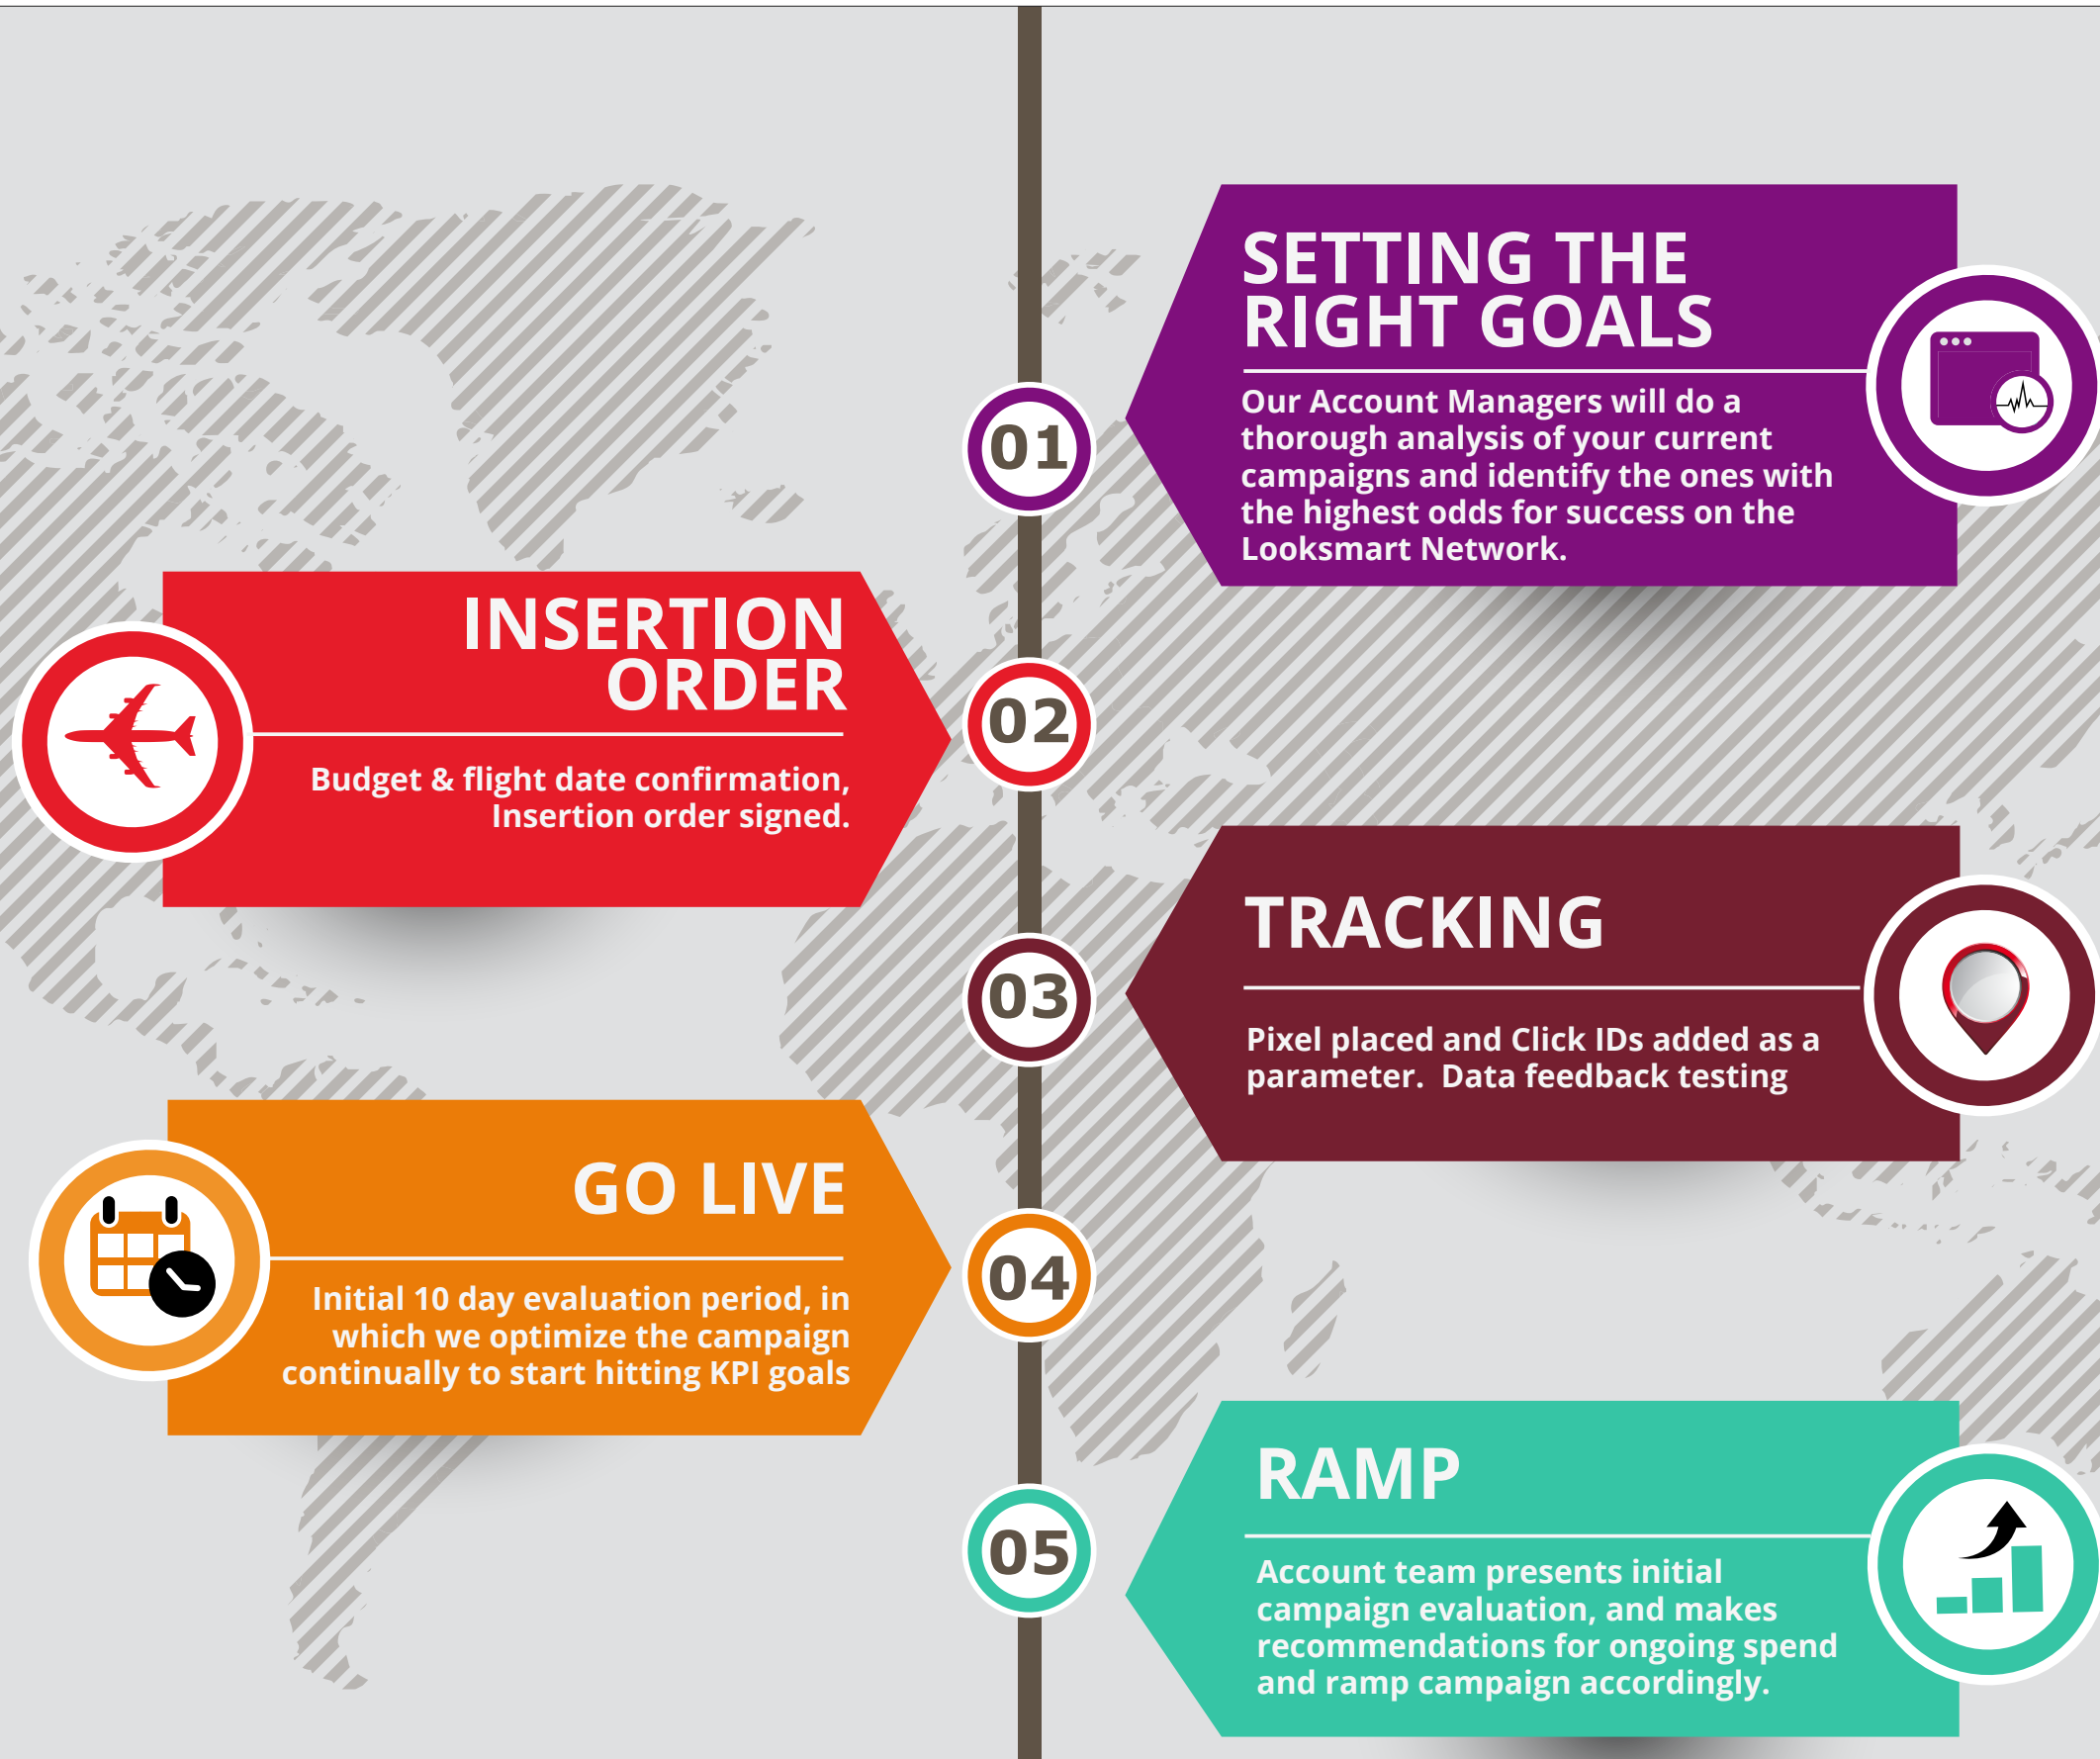 SETTING THE
RIGHT GOALS
Our Account Managers will do a
thorough analysis of your current
campaigns and identify the ones with
the highest odds for success on the
Looksmart Network.
01
INSERTION
ORDER
Budget & flight date confirmation,
Insertion order signed.
02
TRACKING
Pixel placed and Click IDs added as a
parameter.  Data feedback testing
03
GO LIVE
Initial 10 day evaluation period, in
which we optimize the campaign
continually to start hitting KPI goals
04
RAMP
Account team presents initial
campaign evaluation, and makes
recommendations for ongoing spend
and ramp campaign accordingly.
05